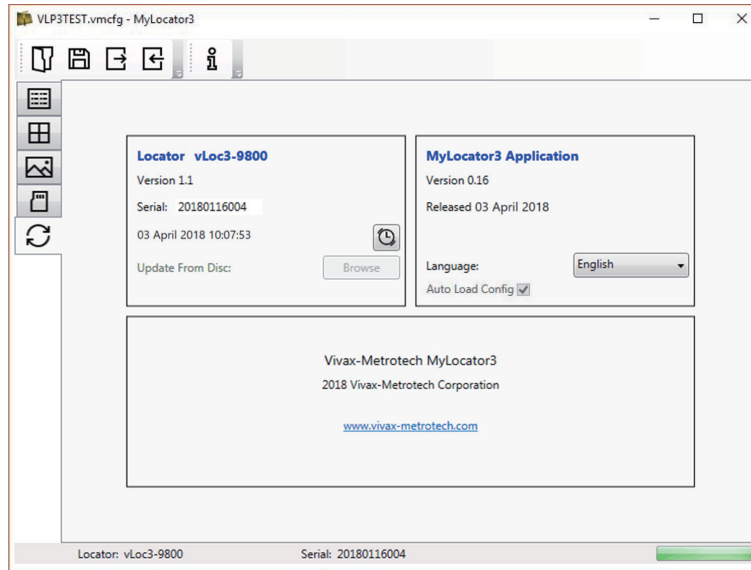 VLP3TEST.vmcfg - MyLocator3
Locator vLoc3-9800
Version 1.1
Serial: 20180116004
03 April 2018 10:07:53
Update From Disc:
Browse
MyLocator3 Application
Version 0.16
Released 03 April 2018
Language:
English
Auto Load Config
Vivax-Metrotech MyLocator3
2018 Vivax-Metrotech Corporation
www.vivax-metrotech.com
Locator: vLoc3-9800
Serial: 20180116004